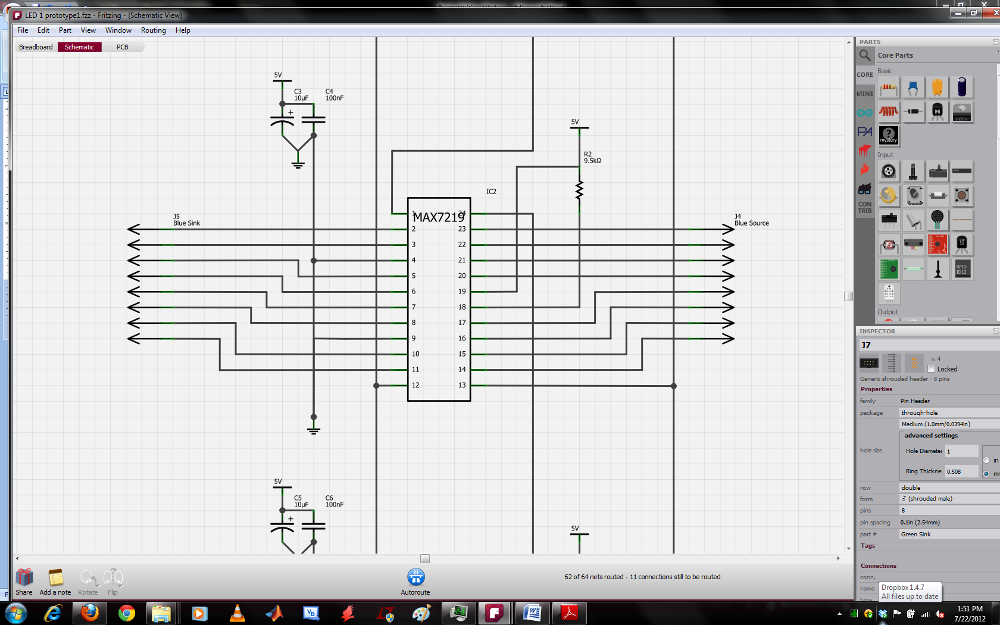 LED 1 prototype1.fzz - Fritzing - [Schematic View]
File Edit Part View Window Routing Help
Breadboard Schematic PCB
5V
C3
10µF
C4
100nF
+
5V
R2
9.5kΩ
IC2
MAX7219
J5
Blue Sink
J4
Blue Source
1 24
2 23
3 22
4 21
5 20
6 19
7 18
8 17
9 16
10 15
11 14
12 13
5V
C5
10µF
C6
100nF
+
5V
PARTS
Core Parts
CORE
MINE
PA
CON
TRIB
Basic
N
?
mystery
Input
LM
35
RFID
ID12
Output
INSPECTOR
J7
v. 4
Locked
Generic shrouded header - 8 pins
Properties
family Pin Header
package through-hole
hole size Medium (1.0mm/0.0394in)
advanced settings
Hole Diameter 1
in
Ring Thickne 0.508
row double
form (shrouded male)
pins 8
pin spacing 0.1in (2.54mm)
part # Green Sink
Tags
Connections
conn.
name
type
Dropbox 1.4.7
All files up to date
Share Add a note Rotate Flip
Autoroute
62 of 64 nets routed - 11 connections still to be routed
VB
W
1:51 PM
7/22/2012